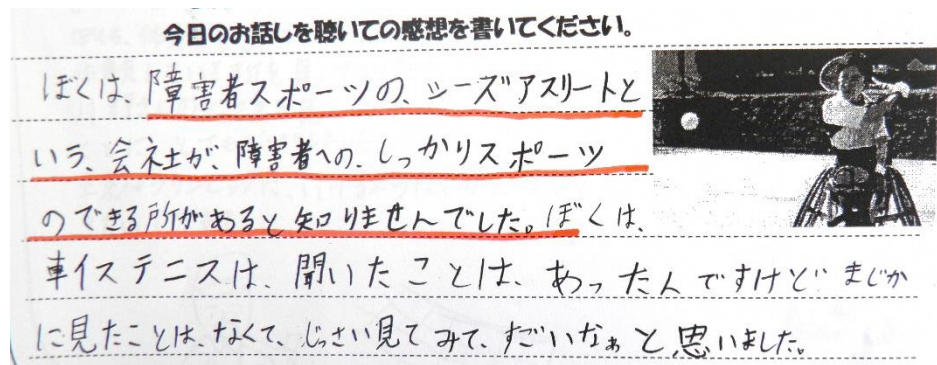 今日のお話しを聴いての感想を書いてください。
ぼくは、障害者スポーツの、シーズアスリートと
いう、会社が、障害者への、しっかりスポーツ
のできる所があると知りませんでした。ぼくは、
車イステニスは、聞いたことは、あったんですけど まじか
に見たことは、なくて、じっさい見てみて、すごいなぁと思いました。